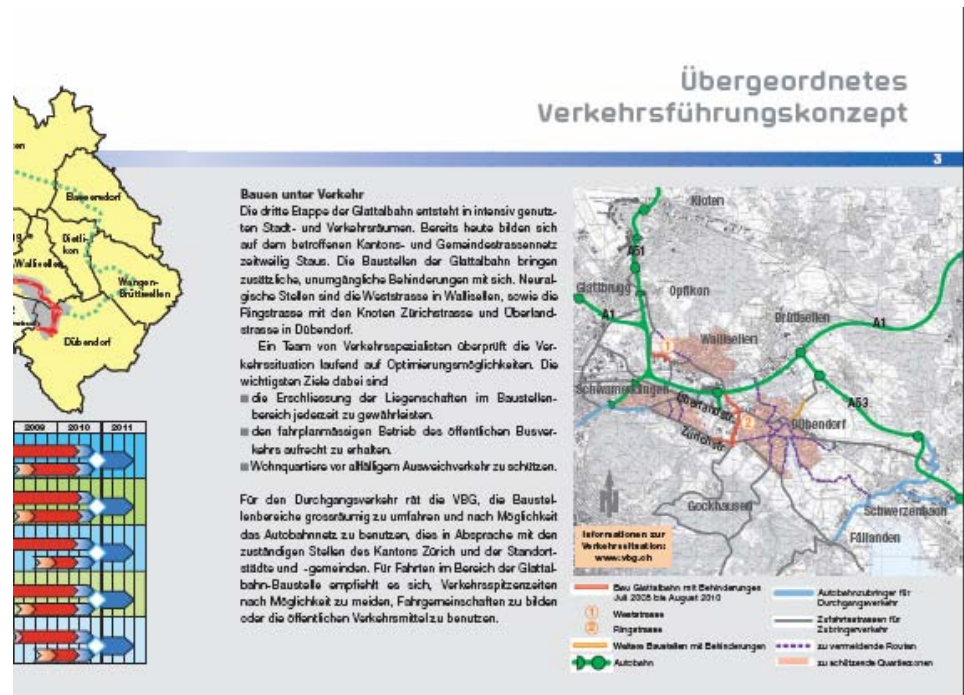 Übergeordnetes
Verkehrsführungskonzept
3
Bassersdorf
Dietli-
kon
Wallisellen
Wangen-
Brüttisellen
Dübendorf
2009 2010 2011
Bauen unter Verkehr
Die dritte Etappe der Glattalbahn entsteht in intensiv genutz-
ten Stadt- und Verkehrsräumen. Bereits heute bilden sich
auf dem betroffenen Kantons- und Gemeindestrassennetz
zeitweilig Staus. Die Baustellen der Glattalbahn bringen
zusätzliche, unumgängliche Behinderungen mit sich. Neural-
gische Stellen sind die Weststrasse in Wallisellen, sowie die
Ringstrasse mit den Knoten Zürichstrasse und Überland-
strasse in Dübendorf.
Ein Team von Verkehrsspezialisten überprüft die Ver-
kehrssituation laufend auf Optimierungsmöglichkeiten. Die
wichtigsten Ziele dabei sind
■ die Erschliessung der Liegenschaften im Baustellen-
bereich jederzeit zu gewährleisten.
■ den fahrplanmässigen Betrieb des öffentlichen Busver-
kehrs aufrecht zu erhalten.
■ Wohnquartiere vor allfälligem Ausweichverkehr zu schützen.
Für den Durchgangsverkehr rät die VBG, die Baustel-
lenbereiche grossräumig zu umfahren und nach Möglichkeit
das Autobahnnetz zu benutzen, dies in Absprache mit den
zuständigen Stellen des Kantons Zürich und der Standort-
städte und -gemeinden. Für Fahrten im Bereich der Glattal-
bahn-Baustelle empfiehlt es sich, Verkehrsspitzenzeiten
nach Möglichkeit zu meiden, Fahrgemeinschaften zu bilden
oder die öffentlichen Verkehrsmittel zu benutzen.
Kloten
A51
Glattbrugg
Opfikon
A1
Brüttisellen
A1
Wallisellen
1
Schwamendingen
Überlandstr.
A53
2
Dübendorf
Zürichstr.
Gockhausen
Schwerzenbach
Fällanden
Informationen zur
Verkehrssituation:
www.vbg.ch
Bau Glattalbahn mit Behinderungen
Juli 2008 bis August 2010
1 Weststrasse
2 Ringstrasse
Weitere Baustellen mit Behinderungen
Autobahn
Autobahnzubringer für
Durchgangsverkehr
Zufahrtsstrassen für
Zubringerverkehr
zu vermeidende Routen
zu schützende Quartierzonen